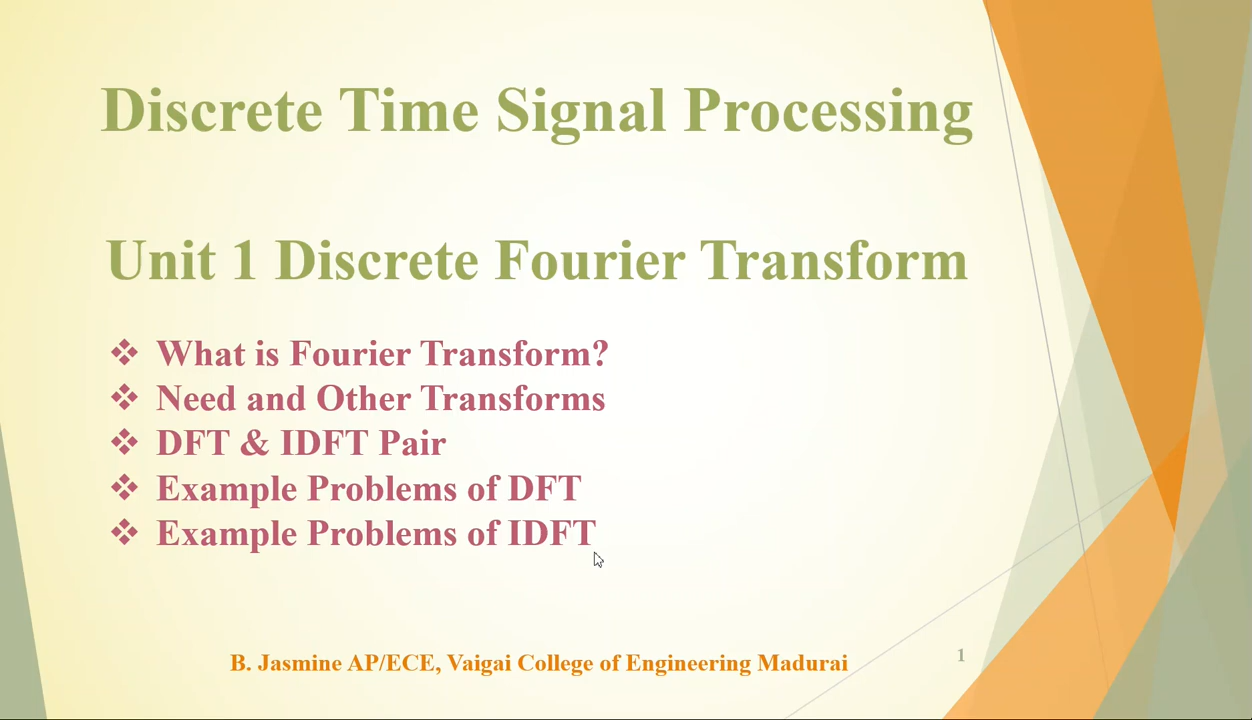 Discrete Time Signal Processing
Unit 1 Discrete Fourier Transform
❖ What is Fourier Transform?
❖ Need and Other Transforms
❖ DFT & IDFT Pair
❖ Example Problems of DFT
❖ Example Problems of IDFT
B. Jasmine AP/ECE, Vaigai College of Engineering Madurai
1